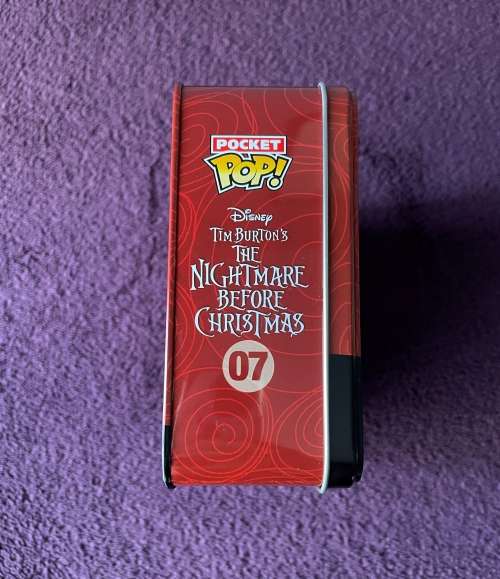 POCKET
POP!
Disney
TIM BURTON'S
THE
NIGHTMARE
BEFORE
CHRISTMAS
07